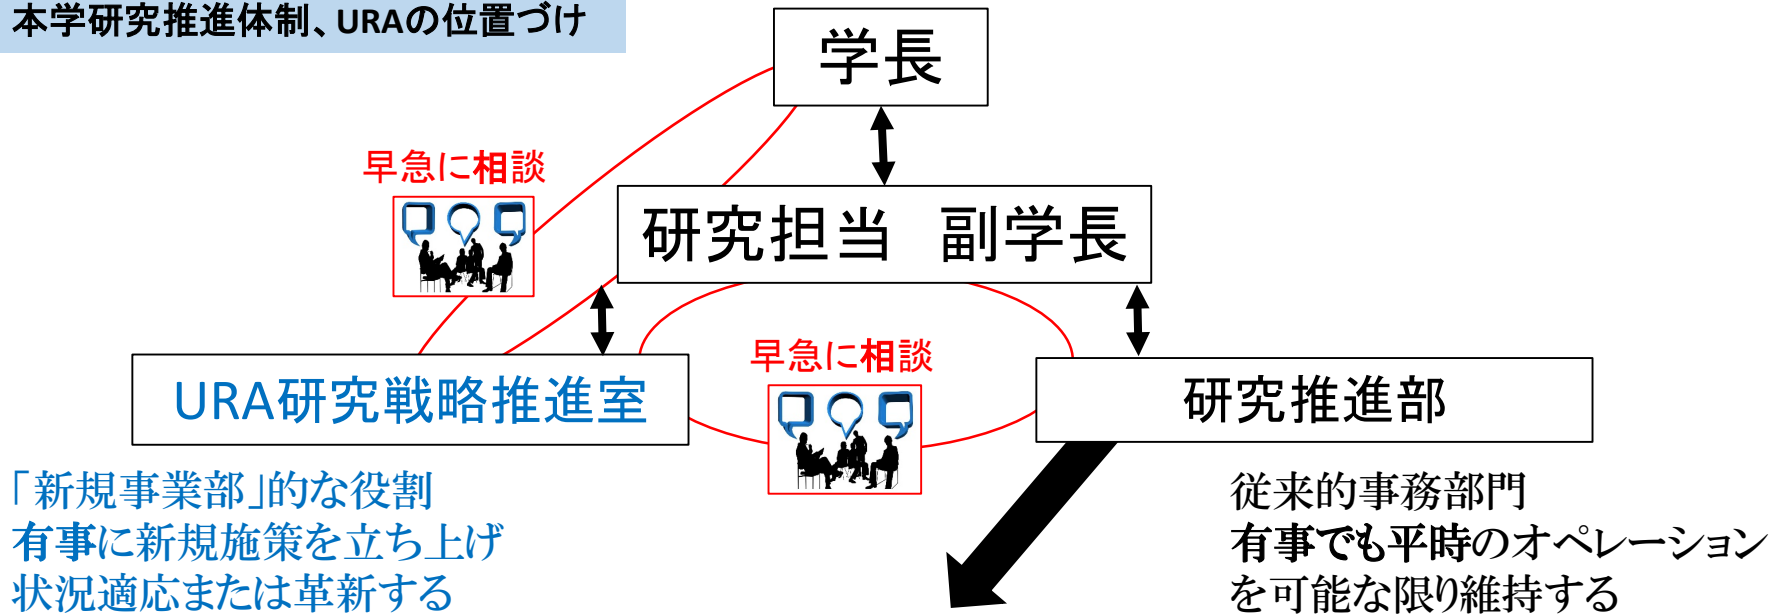 本学研究推進体制、URAの位置づけ
学長
早急に相談
研究担当　副学長
早急に相談
URA研究戦略推進室
研究推進部
「新規事業部」的な役割
有事に新規施策を立ち上げ
状況適応または革新する
従来的事務部門
有事でも平時のオペレーション
を可能な限り維持する